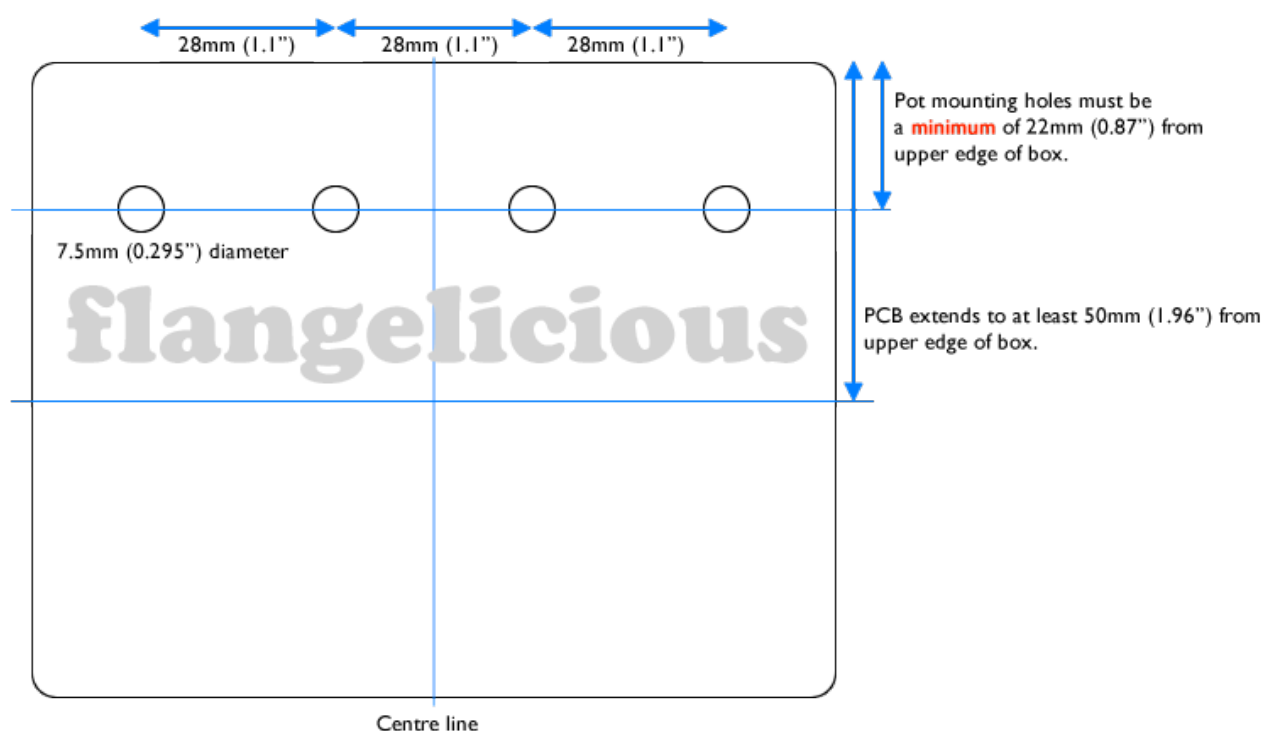 28mm (1.1”) 28mm (1.1”) 28mm (1.1”)
Pot mounting holes must be
a minimum of 22mm (0.87”) from
upper edge of box.
7.5mm (0.295”) diameter
flangelicious
PCB extends to at least 50mm (1.96”) from
upper edge of box.
Centre line